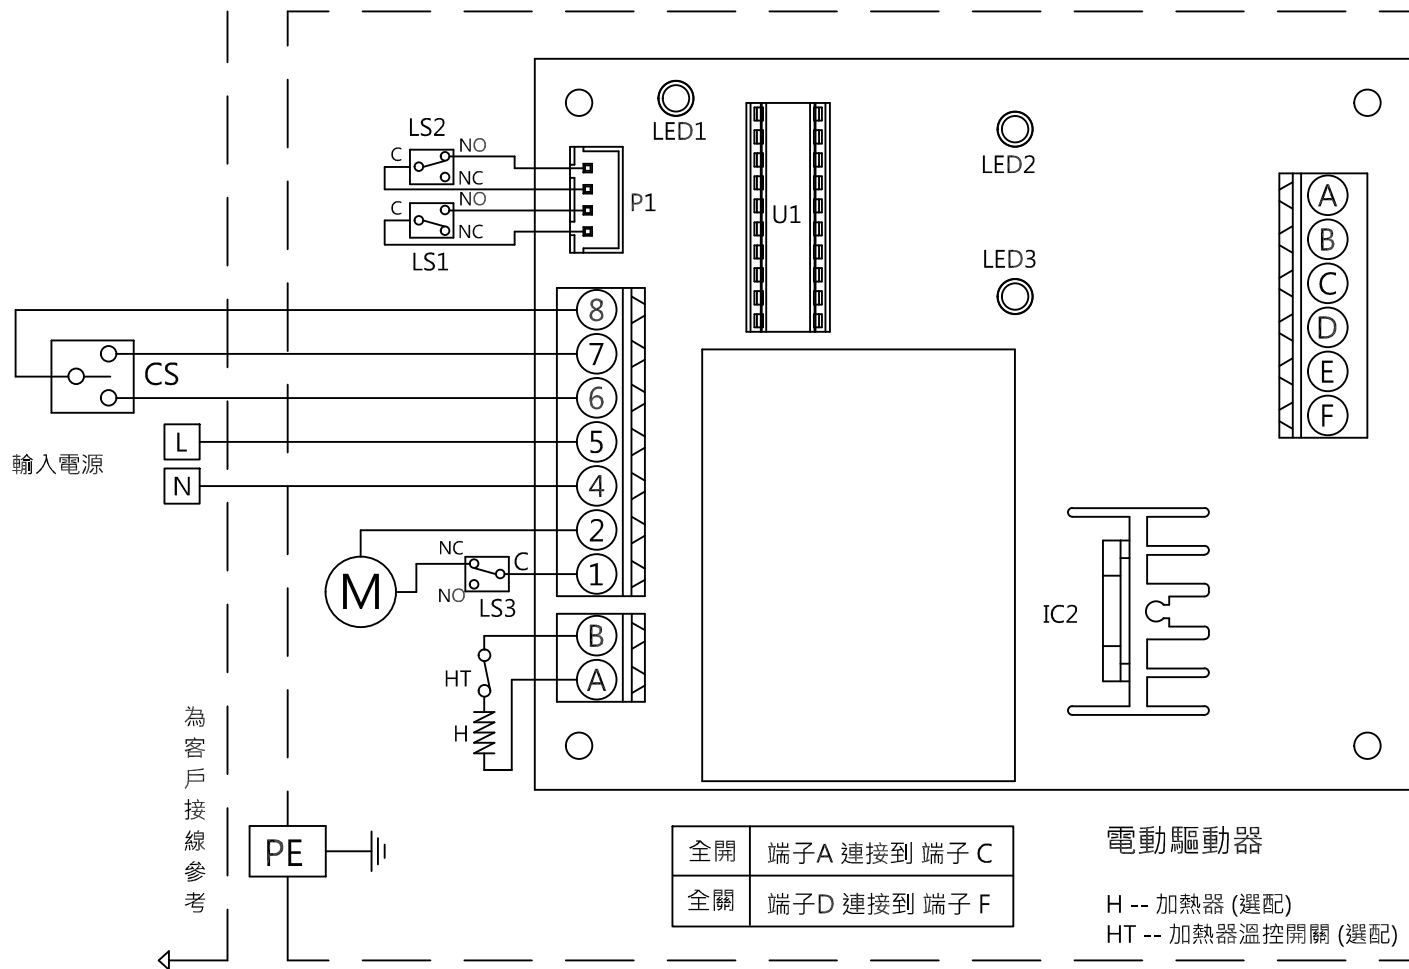 LED1
LED2
LED3
LS2
C
NO
NC
C
NO
NC
LS1
P1
U1
A
B
C
D
E
F
8
7
6
5
4
2
1
CS
L
N
輸入電源
M
NC
C
NO
LS3
B
A
HT
H
IC2
為客戶接線參考
PE
全開 端子A 連接到 端子 C
全關 端子D 連接到 端子 F
電動驅動器
H -- 加熱器 (選配)
HT -- 加熱器溫控開關 (選配)